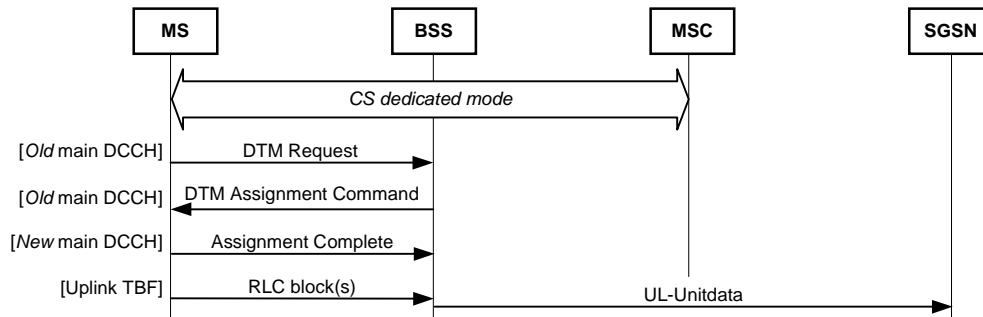 MS
BSS
MSC
SGSN
CS dedicated mode
[Old main DCCH]
DTM Request
[Old main DCCH]
DTM Assignment Command
[New main DCCH]
Assignment Complete
[Uplink TBF]
RLC block(s)
UL-Unitdata